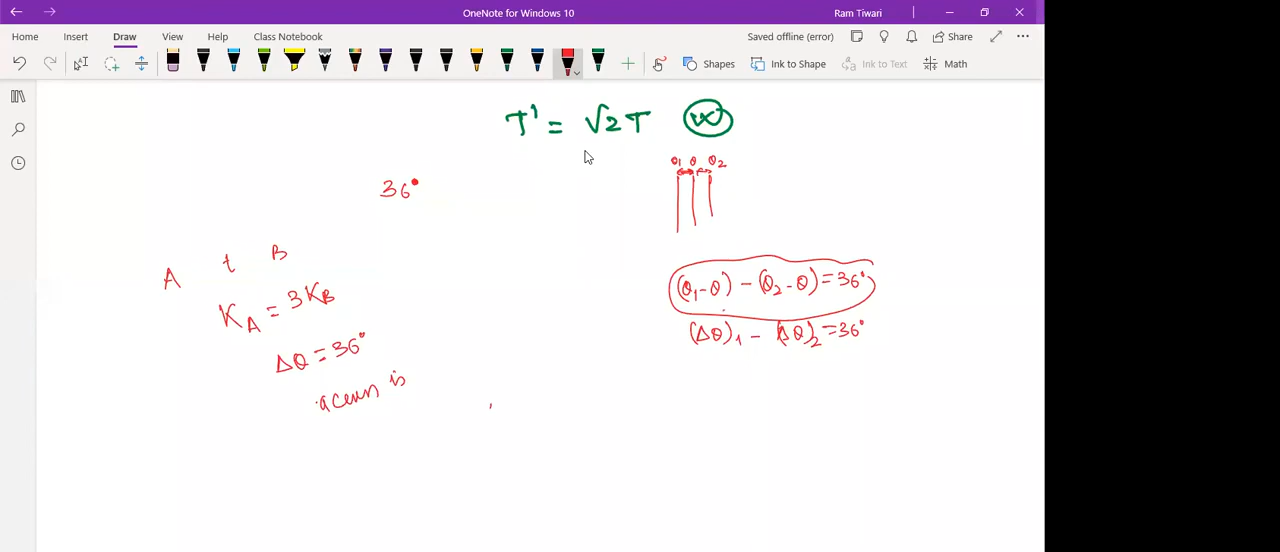 OneNote for Windows 10
Ram Tiwari
Home Insert Draw View Help Class Notebook
Saved offline (error) Share
Shapes Ink to Shape Ink to Text Math
T' = √2 T
θ1 θ θ2
36°
A t B
KA = 3KB
Δθ = 36°
is
(θ1-θ) - (θ2-θ) = 36°
(Δθ)1 - (Δθ)2 = 36°